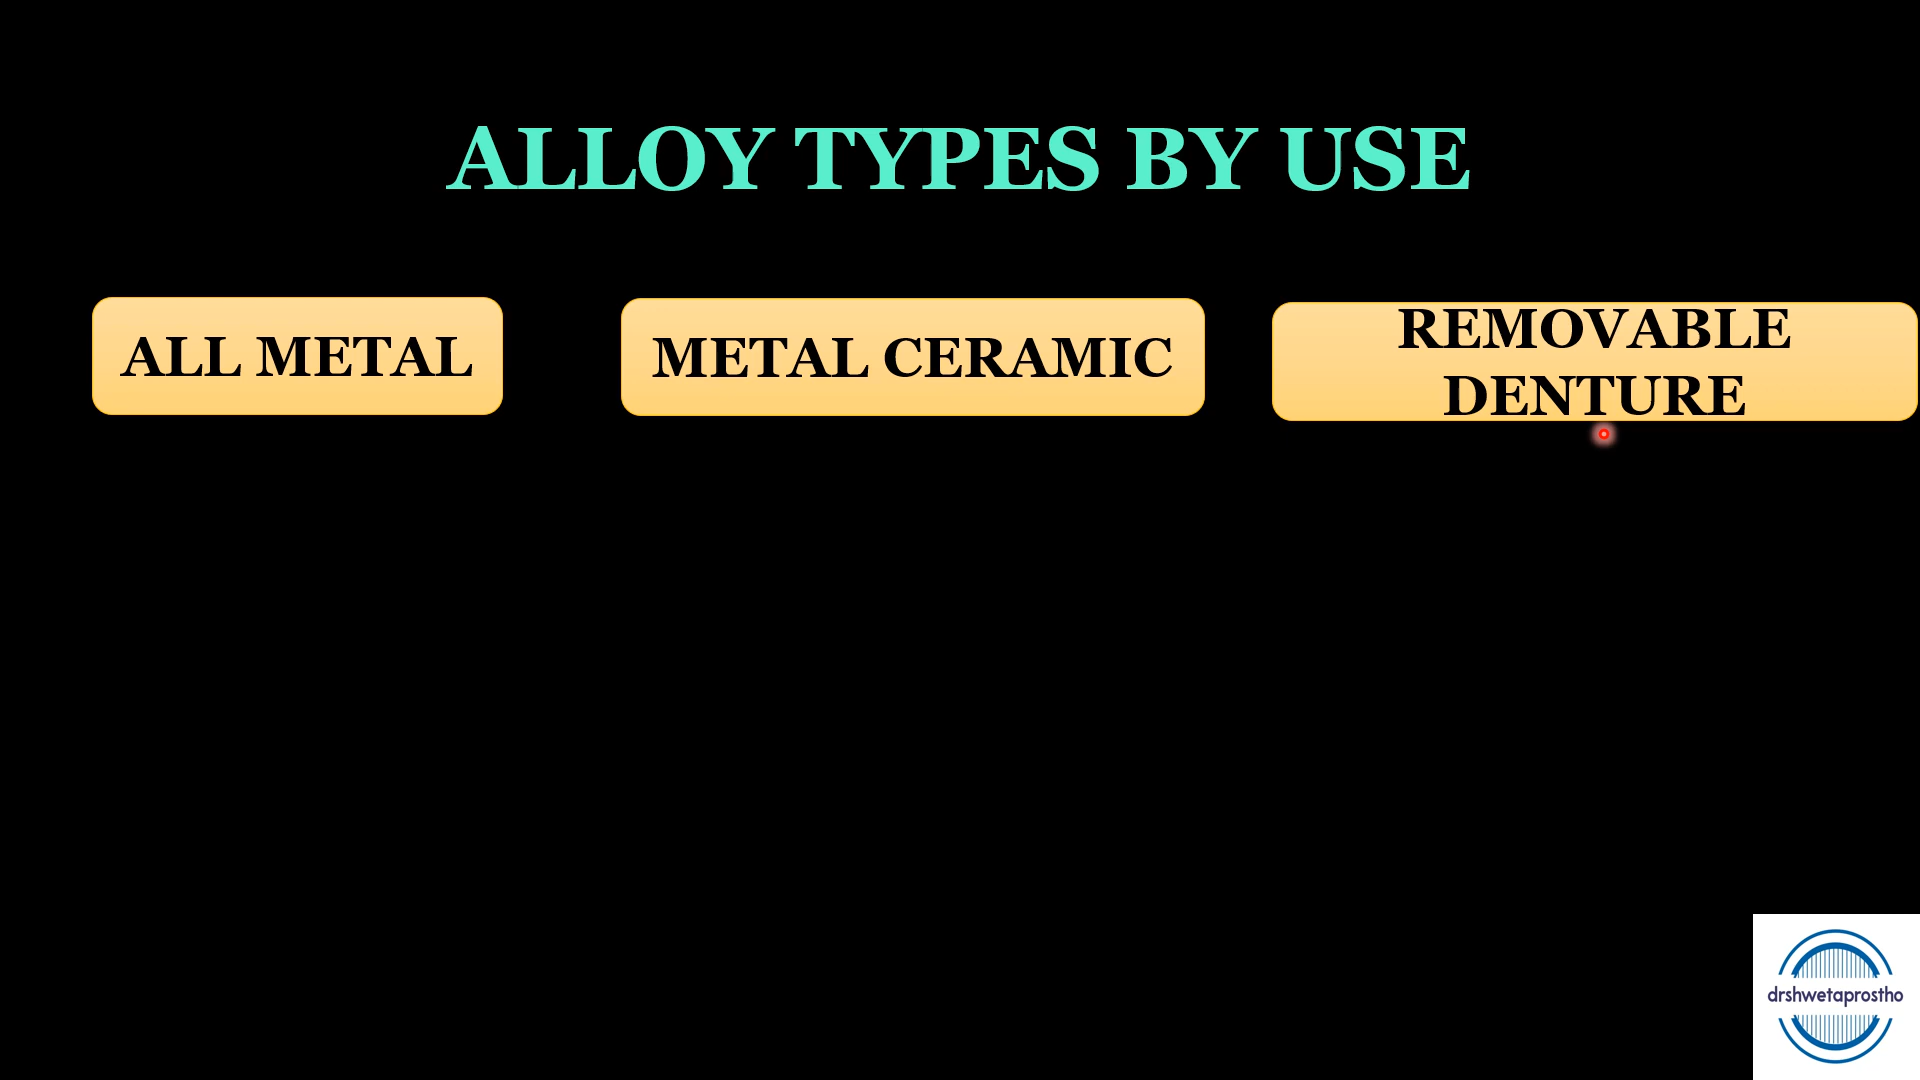 ALLOY TYPES BY USE
ALL METAL
METAL CERAMIC
REMOVABLE
DENTURE
drshwetaprostho